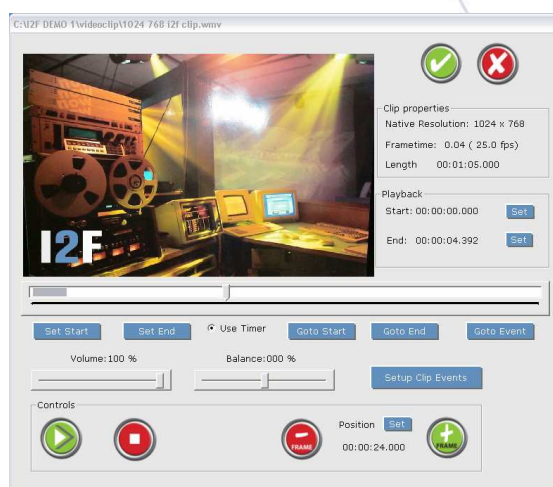 C:\I2F DEMO 1\videoclip\1024 768 i2f clip.wmv
I2F
Clip properties
Native Resolution: 1024 x 768
Frametime: 0.04 ( 25.0 fps)
Length 00:01:05.000
Playback
Start: 00:00:00.000 Set
End: 00:00:04.392 Set
Set Start Set End Use Timer Goto Start Goto End Goto Event
Volume:100 % Balance:000 %
Setup Clip Events
Controls
Position Set
00:00:24.000
FRAME FRAME